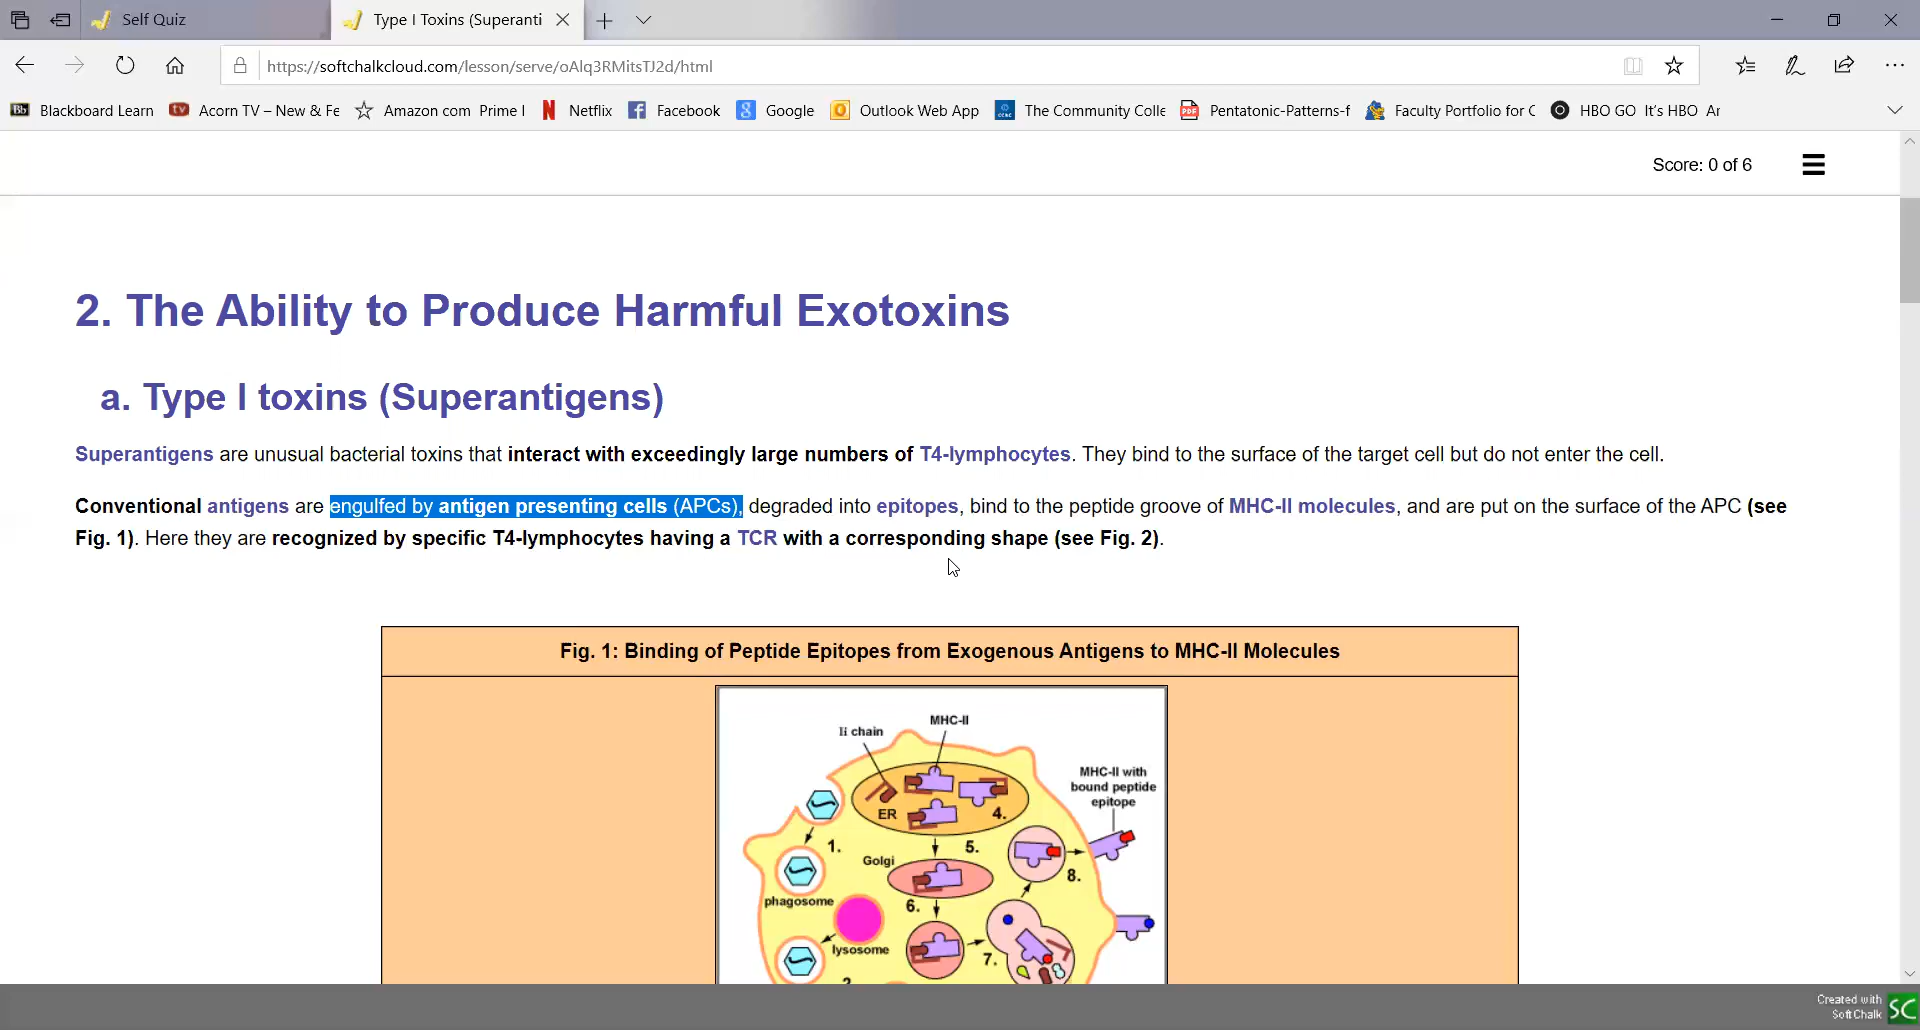 Self Quiz
Type I Toxins (Superanti
https://softchalkcloud.com/lesson/serve/oAlq3RMitsTJ2d/html
Bb Blackboard Learn tv Acorn TV – New & Fe Amazon com Prime I N Netflix f Facebook g Google Outlook Web App The Community Colle PDF Pentatonic-Patterns-f Faculty Portfolio for C HBO GO It's HBO Ar
Score: 0 of 6
2. The Ability to Produce Harmful Exotoxins
a. Type I toxins (Superantigens)
Superantigens are unusual bacterial toxins that interact with exceedingly large numbers of T4-lymphocytes. They bind to the surface of the target cell but do not enter the cell.
Conventional antigens are engulfed by antigen presenting cells (APCs), degraded into epitopes, bind to the peptide groove of MHC-II molecules, and are put on the surface of the APC (see
Fig. 1). Here they are recognized by specific T4-lymphocytes having a TCR with a corresponding shape (see Fig. 2).
Fig. 1: Binding of Peptide Epitopes from Exogenous Antigens to MHC-II Molecules
MHC-II
Ii chain
MHC-II with
bound peptide
epitope
ER
4.
1.
5.
Golgi
8.
phagosome
6.
lysosome
7.
2
Created with
SoftChalk
SC